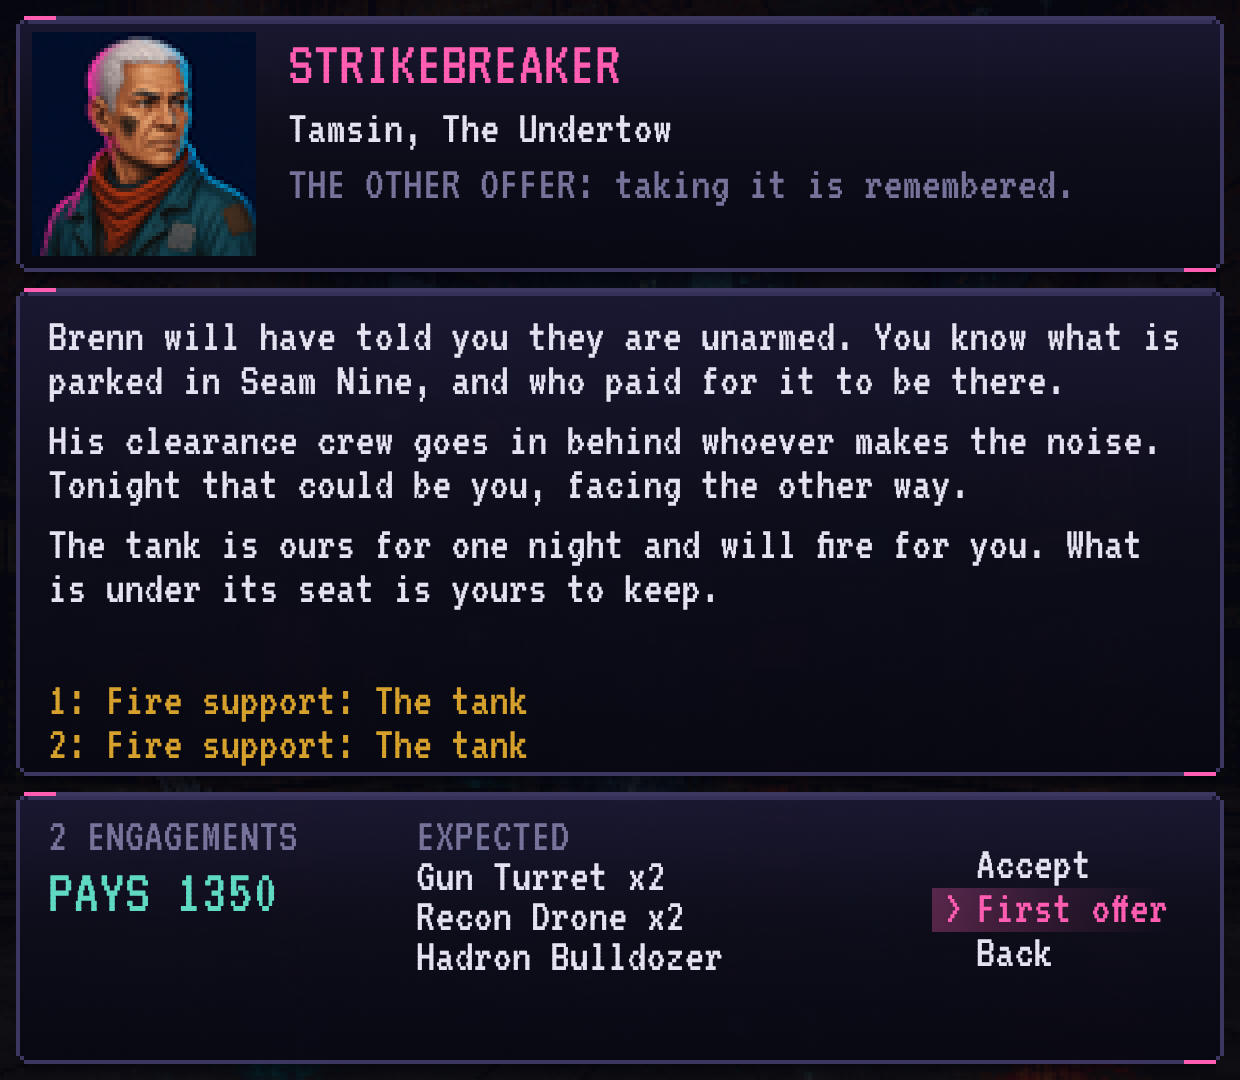 STRIKEBREAKER
Tamsin, The Undertow
THE OTHER OFFER: taking it is remembered.
Brenn will have told you they are unarmed. You know what is
parked in Seam Nine, and who paid for it to be there.
His clearance crew goes in behind whoever makes the noise.
Tonight that could be you, facing the other way.
The tank is ours for one night and will fire for you. What
is under its seat is yours to keep.
1: Fire support: The tank
2: Fire support: The tank
2 ENGAGEMENTS
PAYS 1350
EXPECTED
Gun Turret x2
Recon Drone x2
Hadron Bulldozer
Accept
> First offer
Back